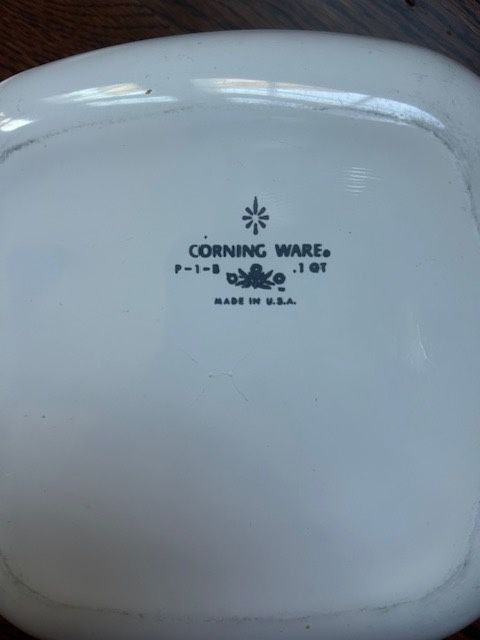 CORNING WARE®
P-1-B 1 QT
MADE IN U.S.A.